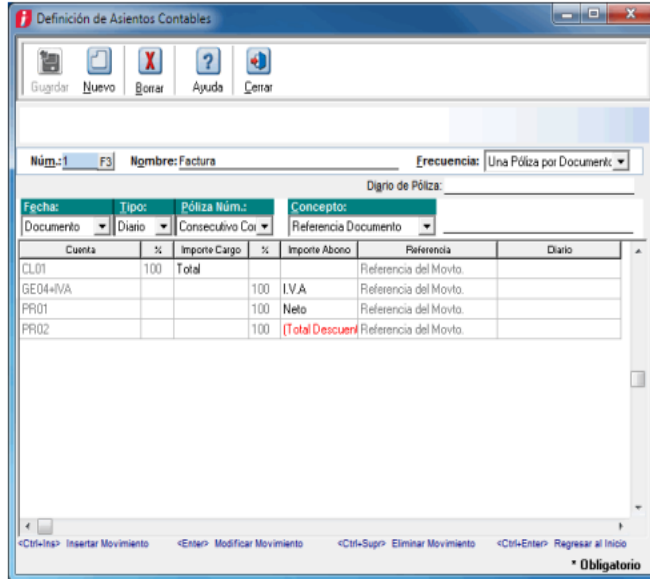 Definición de Asientos Contables
Guardar Nuevo Borrar Ayuda Cerrar
Núm.: 1 F3 Nombre: Factura Frecuencia: Una Póliza por Documento
Diario de Póliza:
Fecha: Tipo: Póliza Núm.: Concepto:
Documento Diario Consecutivo Co Referencia Documento
Cuenta % Importe Cargo % Importe Abono Referencia Diario
CL01 100 Total Referencia del Movto.
GE04+IVA 100 I.V.A Referencia del Movto.
PR01 100 Neto Referencia del Movto.
PR02 100 (Total Descuen Referencia del Movto.
<Ctrl+Ins> Insertar Movimiento <Enter> Modificar Movimiento <Ctrl+Supr> Eliminar Movimiento <Ctrl+Enter> Regresar al Inicio
* Obligatorio